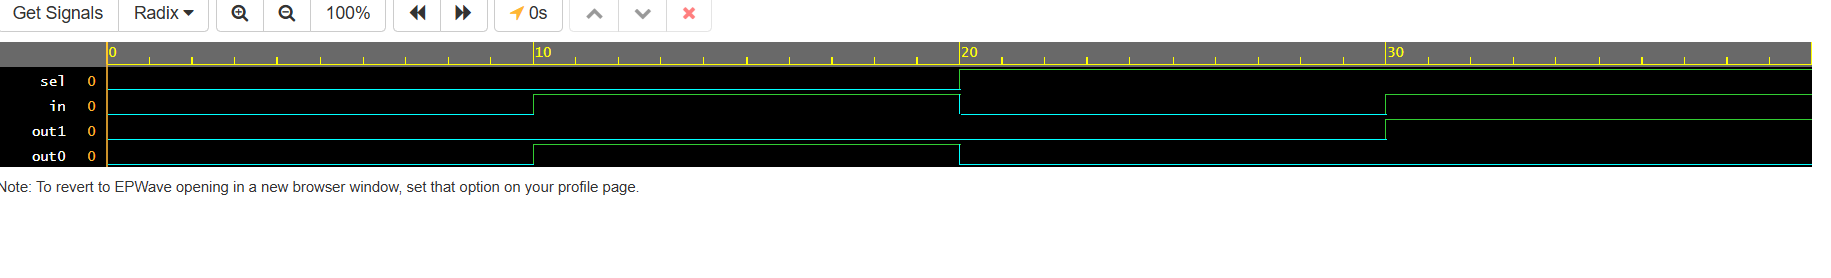 Get Signals Radix 100% 0s
0 10 20 30
sel 0
in 0
out1 0
out0 0
Note: To revert to EPWave opening in a new browser window, set that option on your profile page.